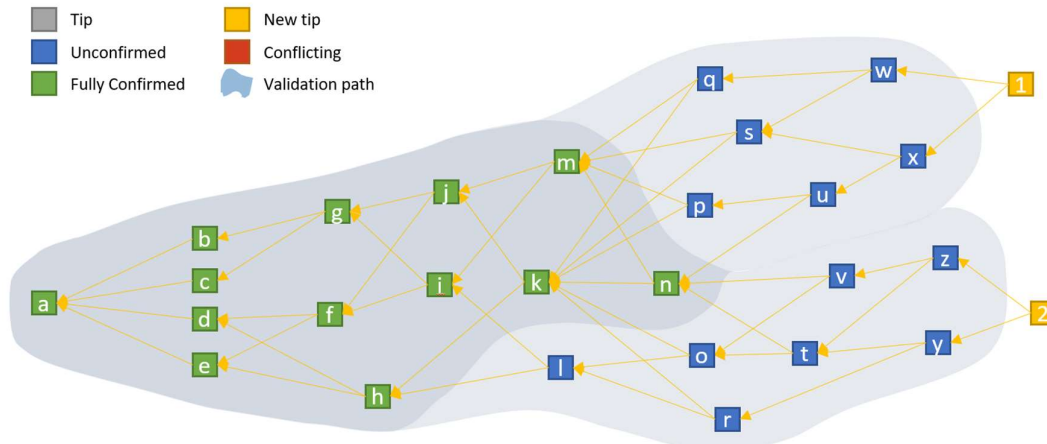 Tip
New tip
Unconfirmed
Conflicting
Fully Confirmed
Validation path
q
w
1
s
x
m
j
p
u
g
b
c
i
k
n
v
z
a
d
f
2
e
h
l
o
t
y
r